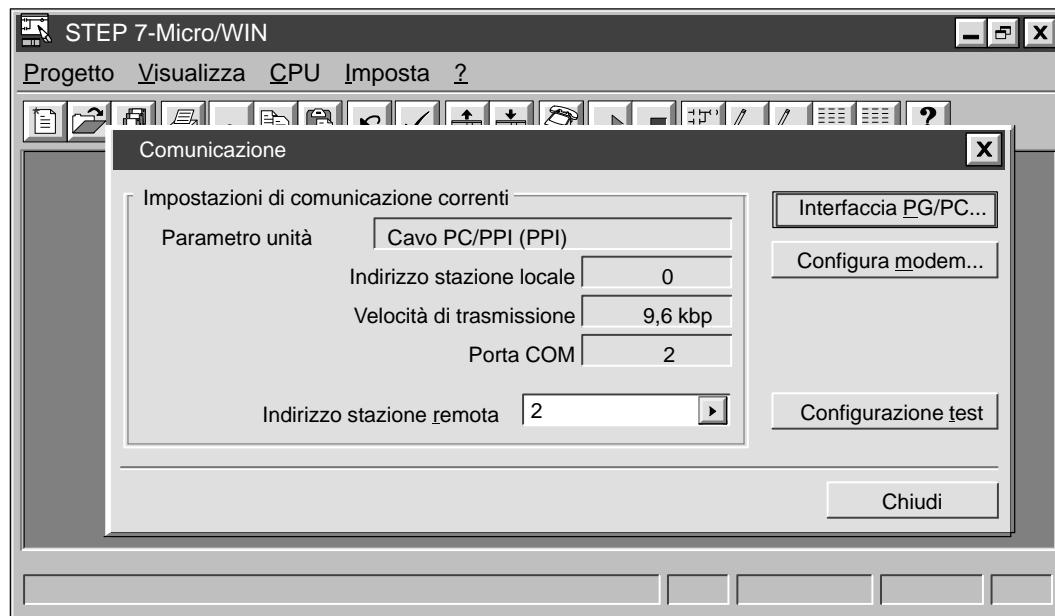 STEP 7-Micro/WIN
Progetto Visualizza CPU Imposta ?
Comunicazione
Impostazioni di comunicazione correnti
Interfaccia PG/PC...
Parametro unità Cavo PC/PPI (PPI)
Configura modem...
Indirizzo stazione locale 0
Velocità di trasmissione 9,6 kbp
Porta COM 2
Indirizzo stazione remota 2
Configurazione test
Chiudi